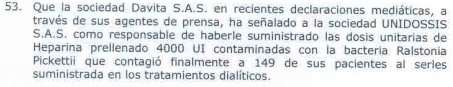 53. Que la sociedad Davita S.A.S. en recientes declaraciones mediáticas, a
través de sus agentes de prensa, ha señalado a la sociedad UNIDOSSIS
S.A.S. como responsable de haberle suministrado las dosis unitarias de
Heparina prellenado 4000 UI contaminadas con la bacteria Ralstonia
Pickettii que contagió finalmente a 149 de sus pacientes al serles
suministrada en los tratamientos dialíticos.